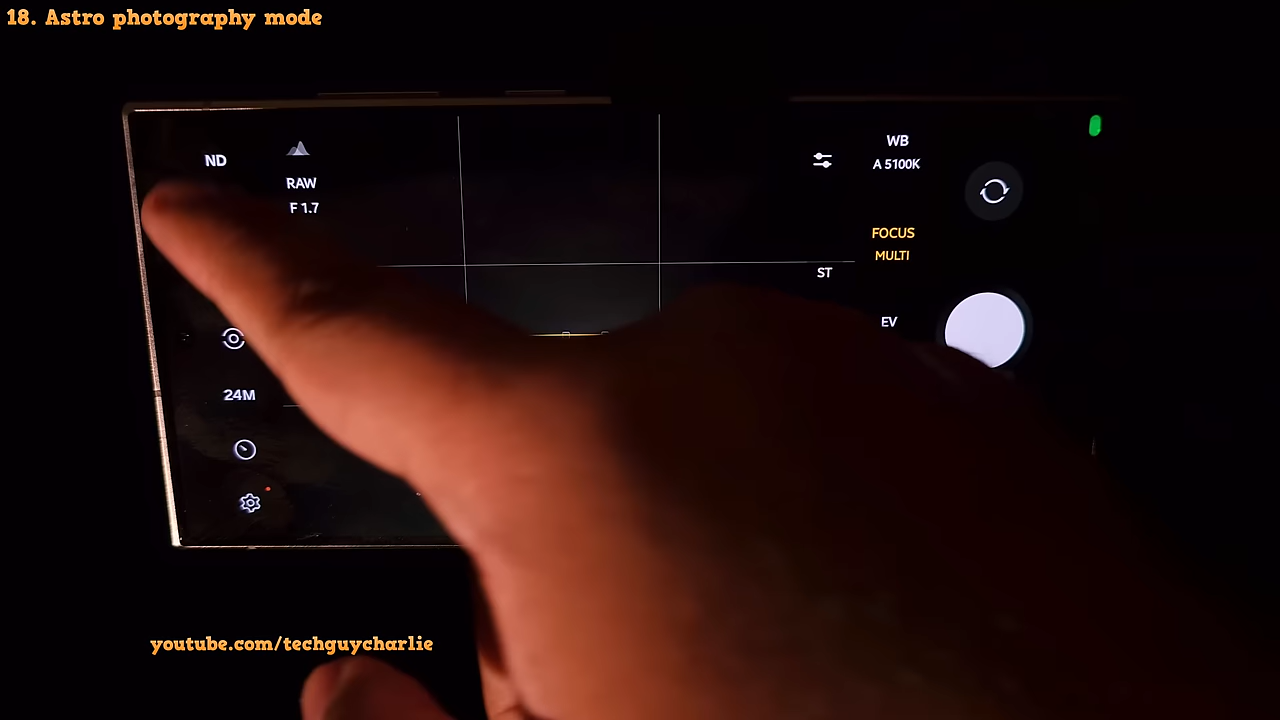 18. Astro photography mode
ND
RAW
F 1.7
24M
WB
A 5100K
FOCUS
MULTI
ST
EV
youtube.com/techguycharlie